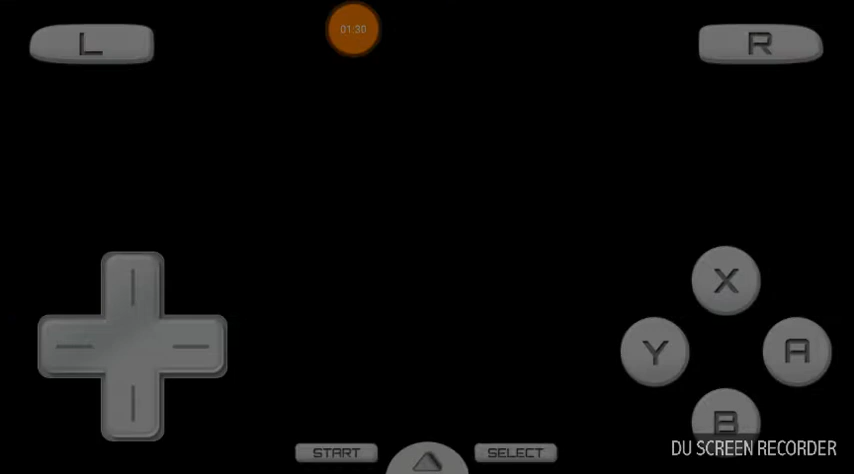 L
01:30
R
X
Y
A
B
START
SELECT
DU SCREEN RECORDER